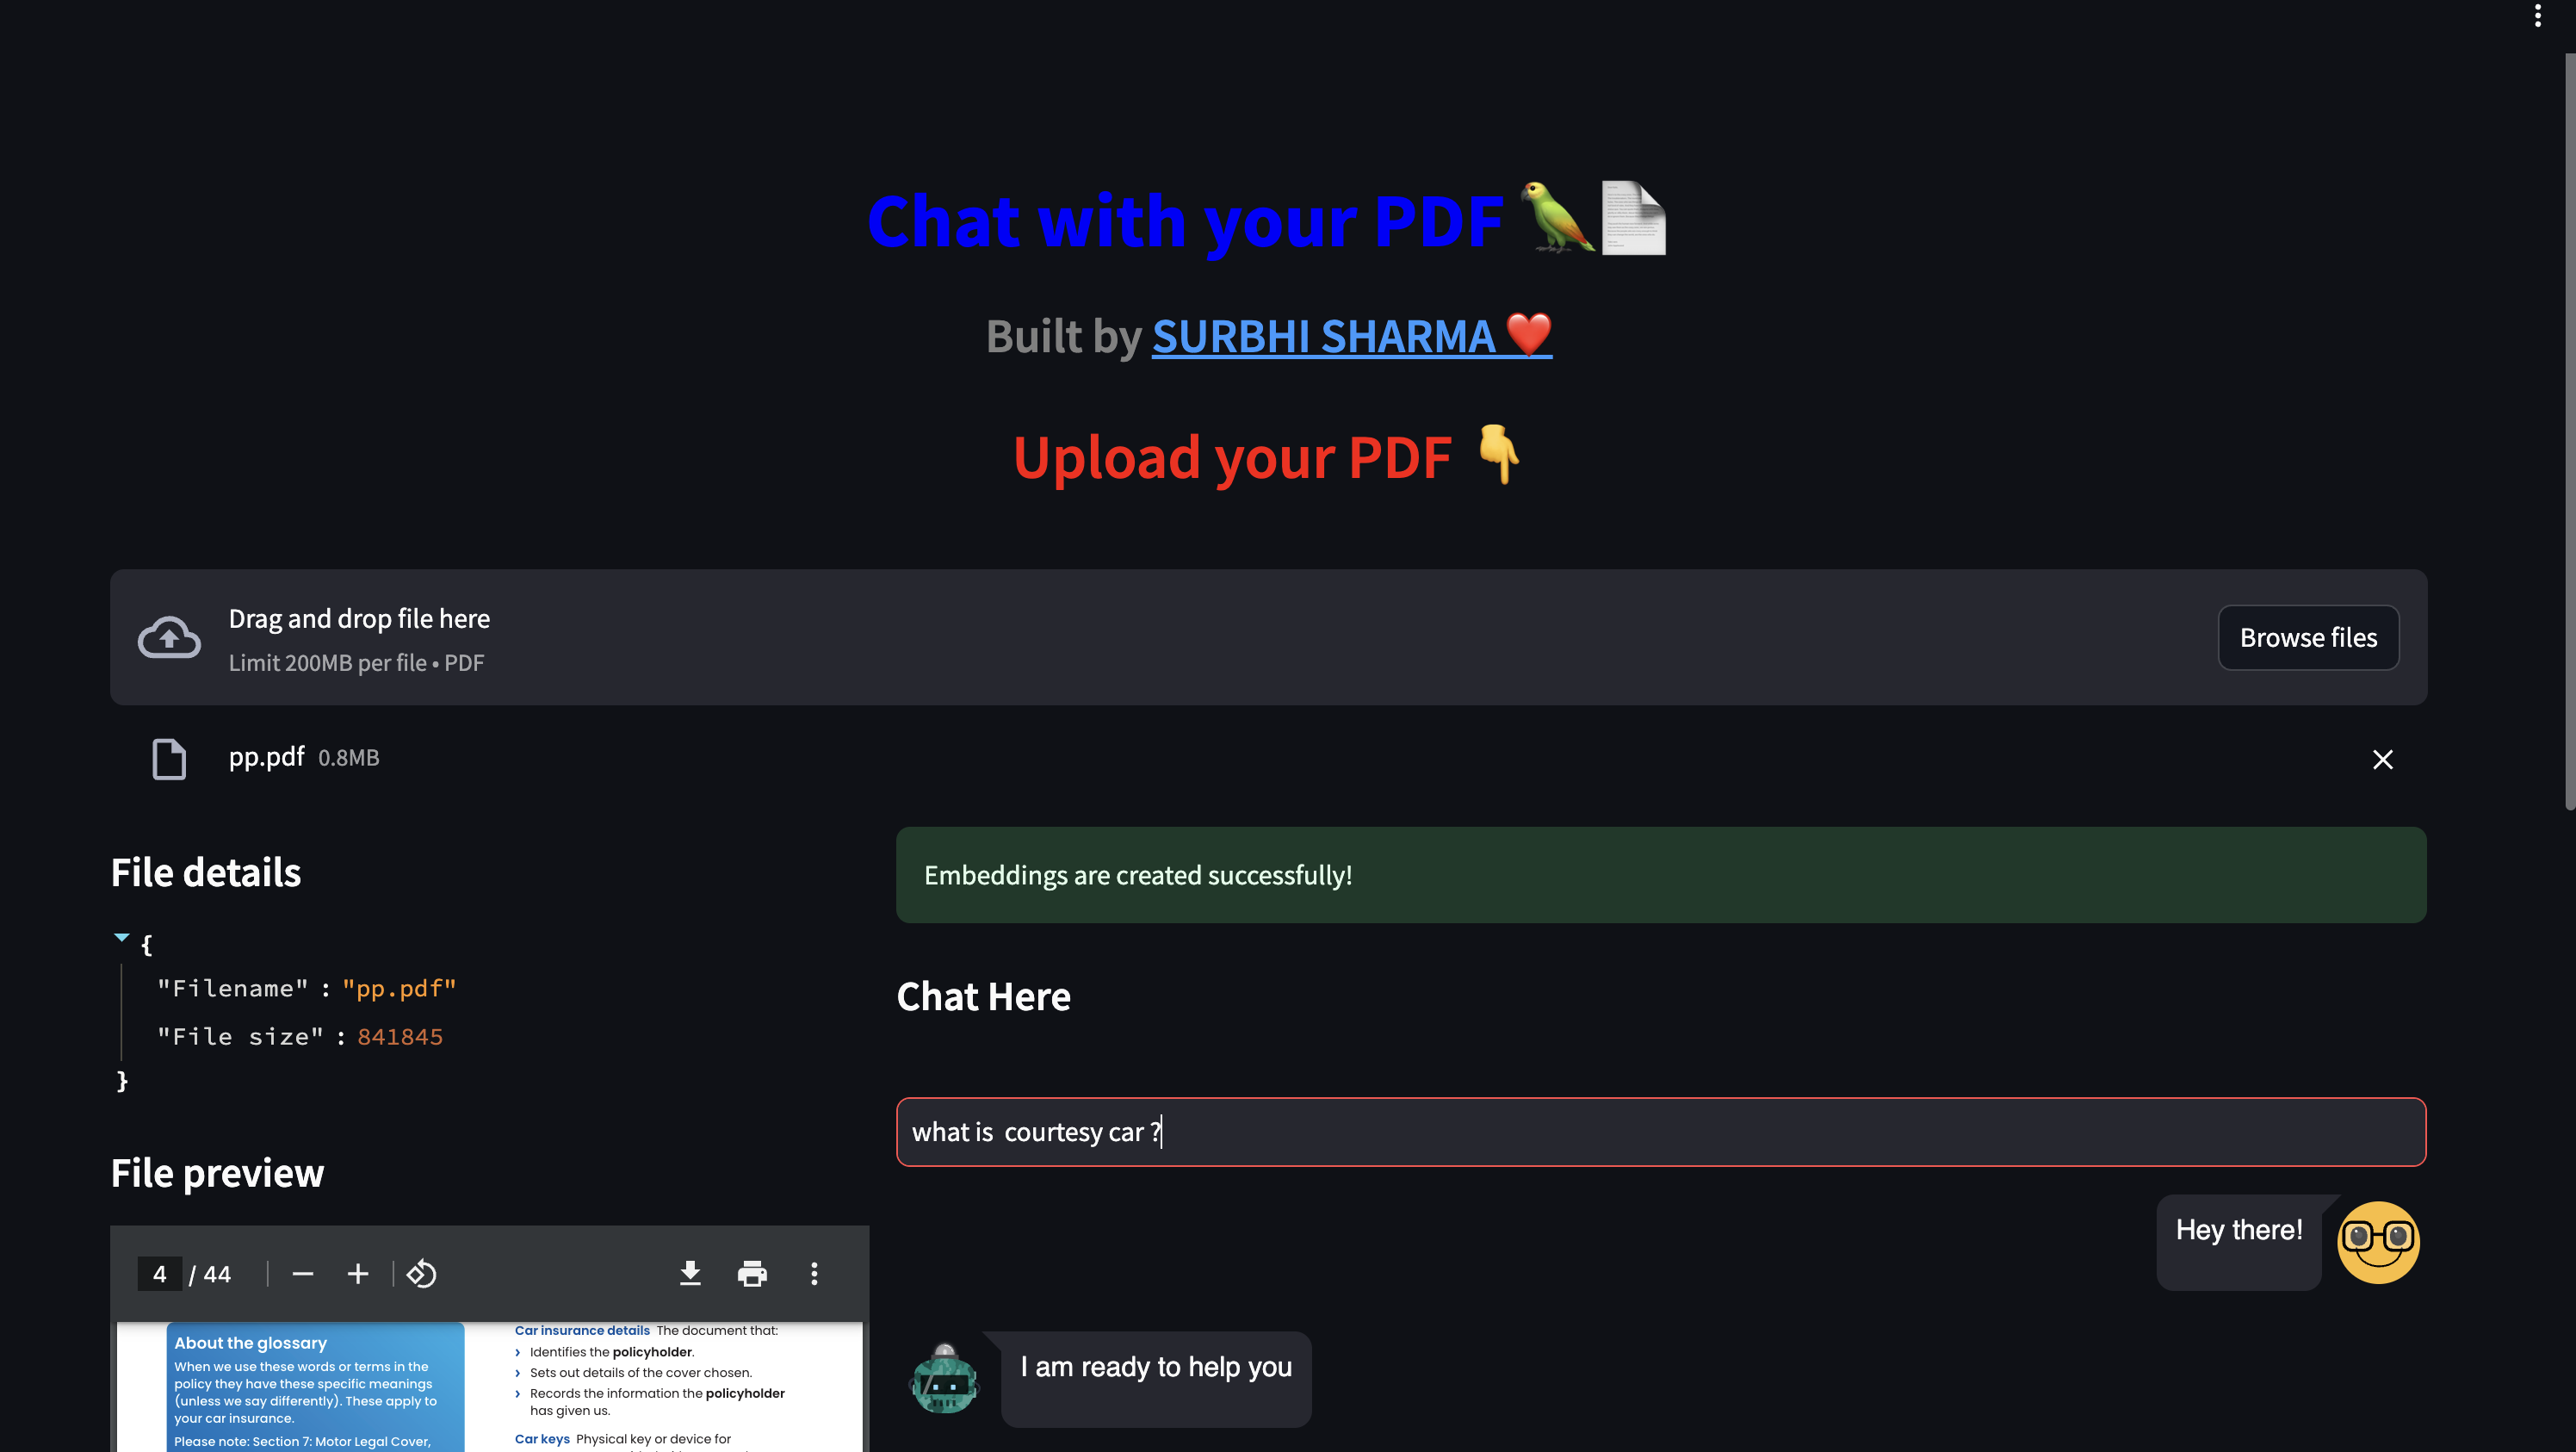 Chat with your PDF
Built by SURBHI SHARMA
Upload your PDF
Drag and drop file here
Limit 200MB per file • PDF
Browse files
pp.pdf 0.8MB
File details
{
"Filename" : "pp.pdf"
"File size" : 841845
}
File preview
4 / 44
About the glossary
When we use these words or terms in the
policy they have these specific meanings
(unless we say differently). These apply to
your car insurance.
Please note: Section 7: Motor Legal Cover,
Car insurance details The document that:
› Identifies the policyholder.
› Sets out details of the cover chosen.
› Records the information the policyholder
has given us.
Car keys Physical key or device for
Embeddings are created successfully!
Chat Here
what is  courtesy car ?
Hey there!
I am ready to help you